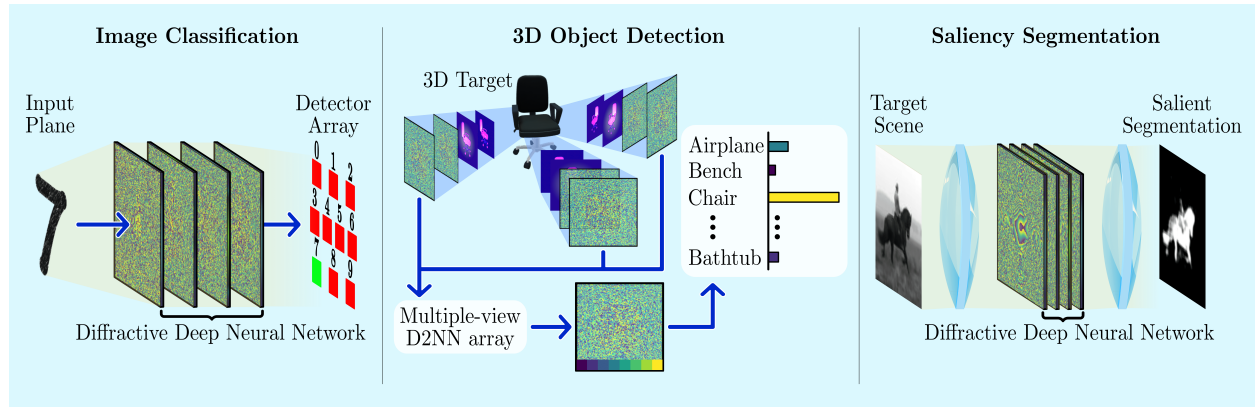 Image Classification
Input
Plane
Detector
Array
0
1
2
3
4
5
6
7
8
9
Diffractive Deep Neural Network
3D Object Detection
3D Target
Airplane
Bench
Chair
Bathtub
Multiple-view
D2NN array
Saliency Segmentation
Target
Scene
Salient
Segmentation
Diffractive Deep Neural Network